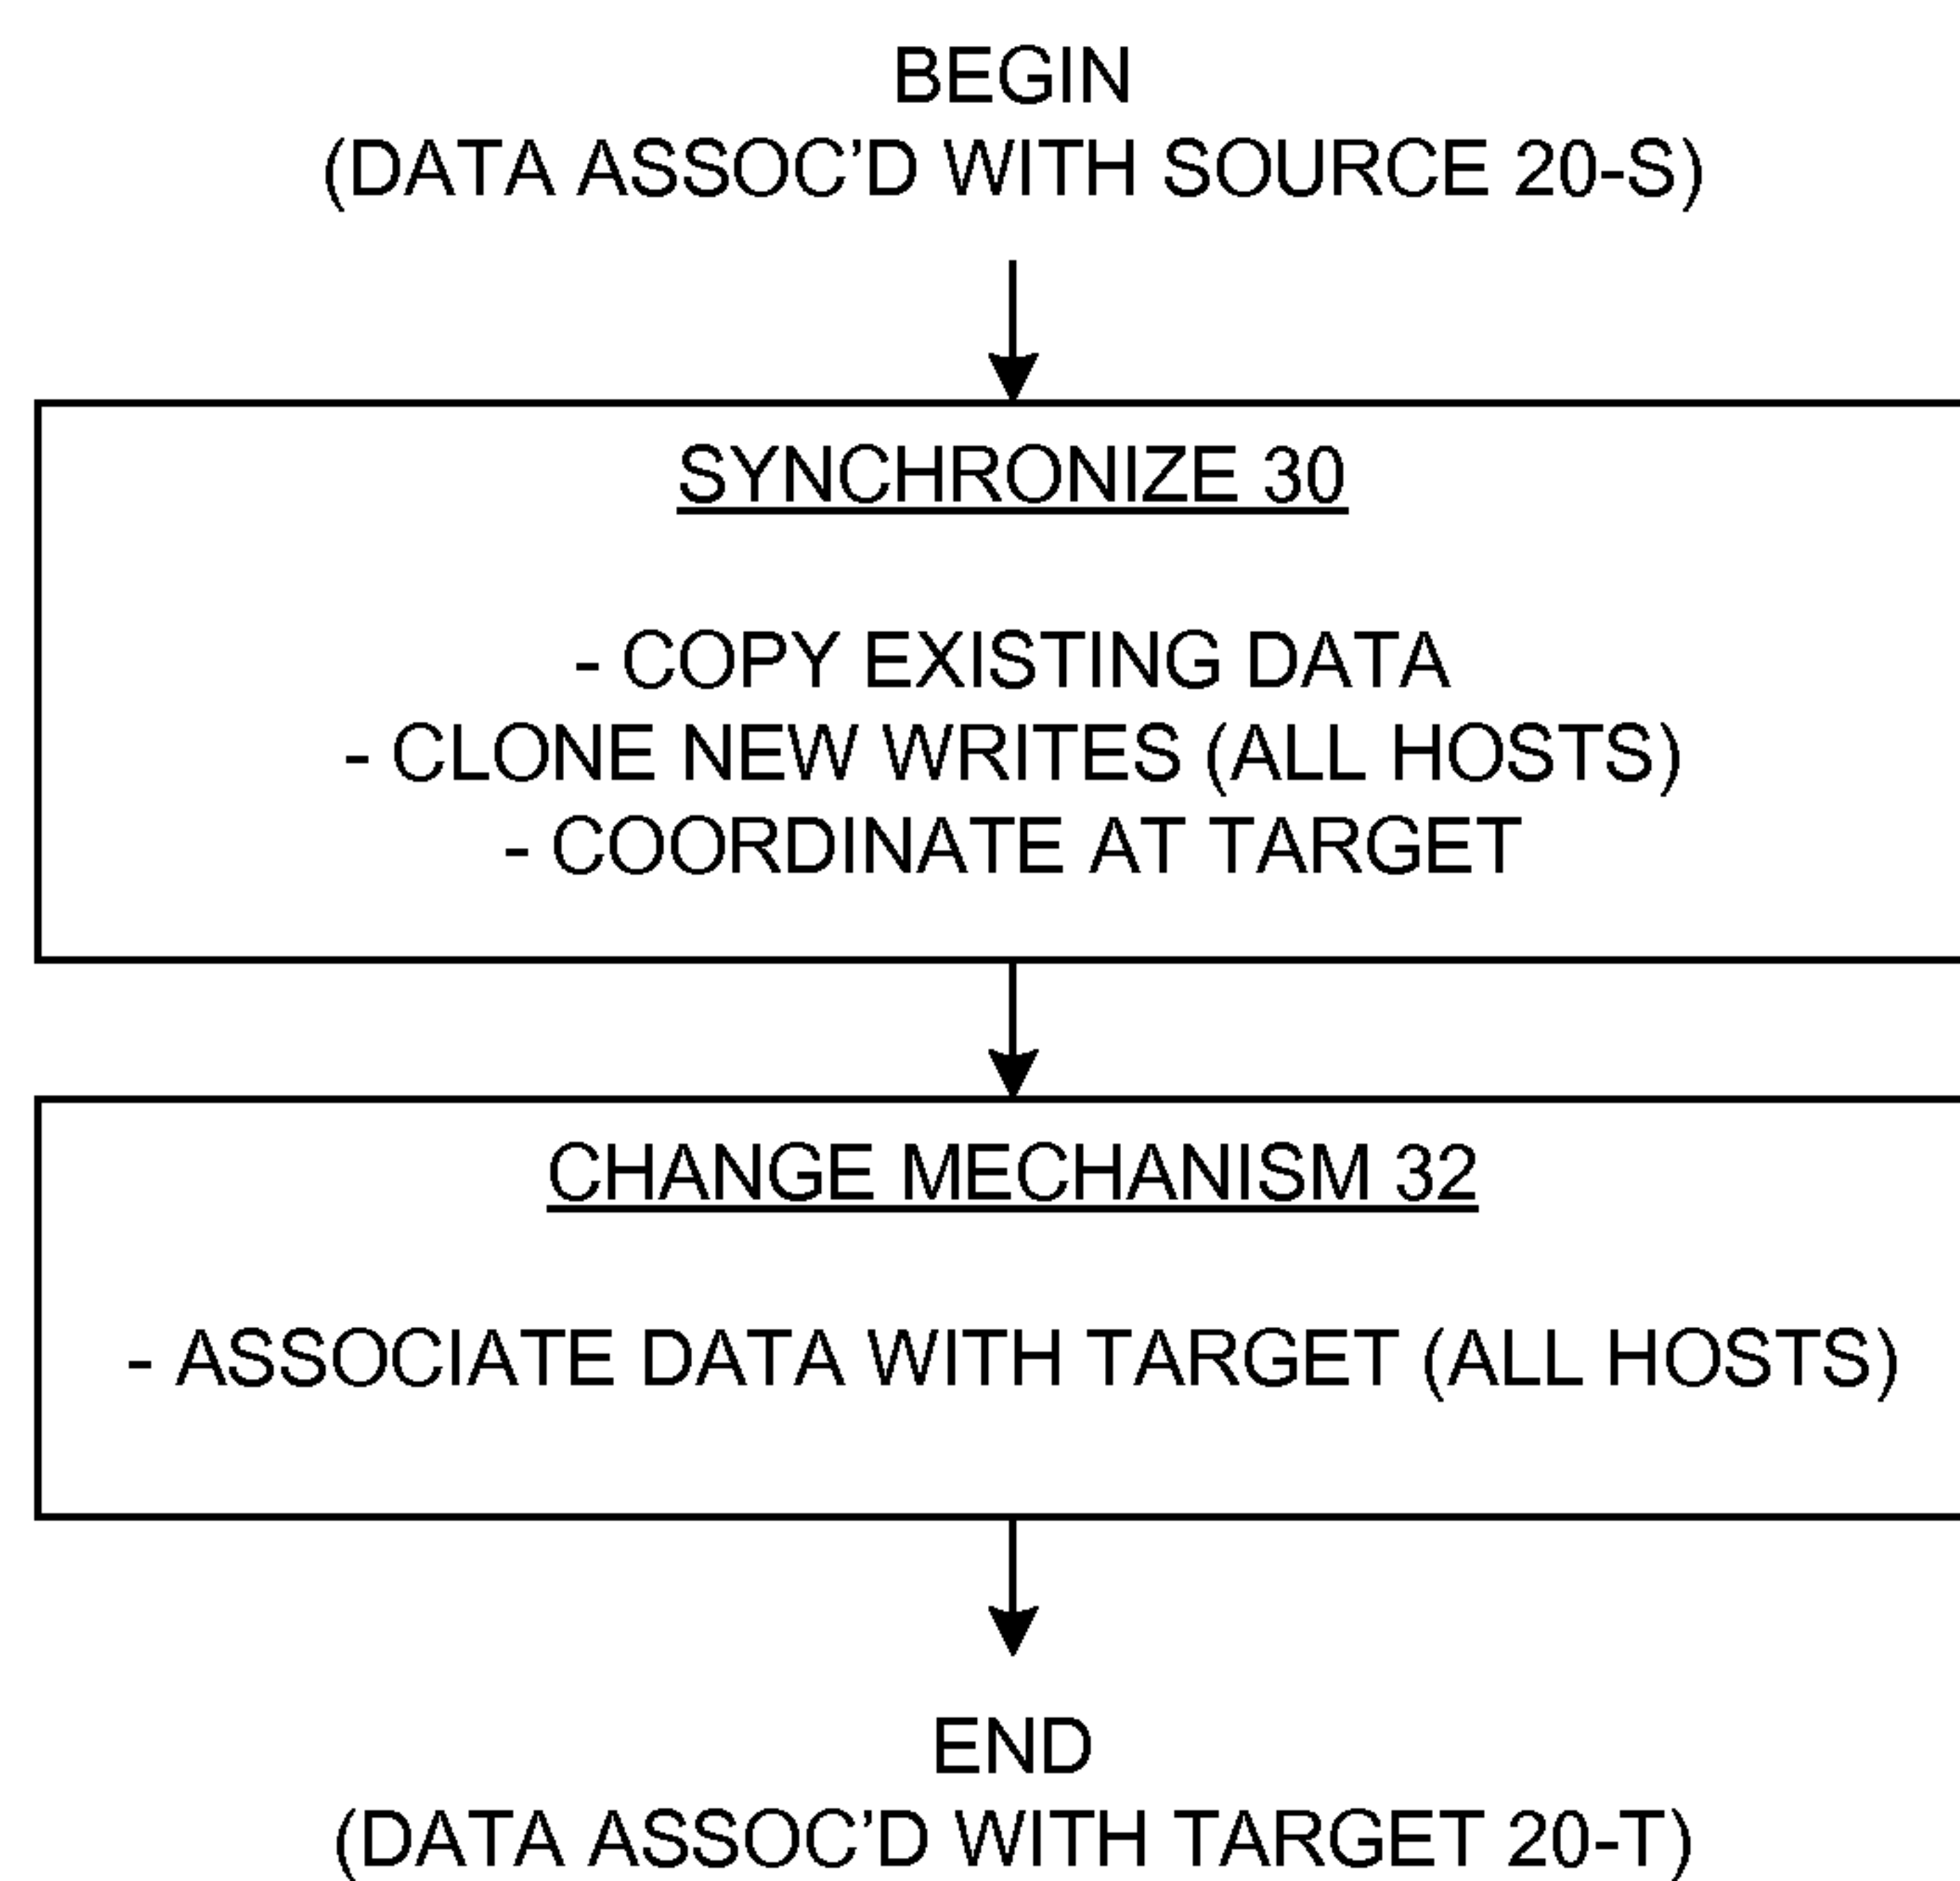 BEGIN
(DATA ASSOC'D WITH SOURCE 20-S)
SYNCHRONIZE 30
- COPY EXISTING DATA
- CLONE NEW WRITES (ALL HOSTS)
- COORDINATE AT TARGET
CHANGE MECHANISM 32
- ASSOCIATE DATA WITH TARGET (ALL HOSTS)
END
(DATA ASSOC'D WITH TARGET 20-T)